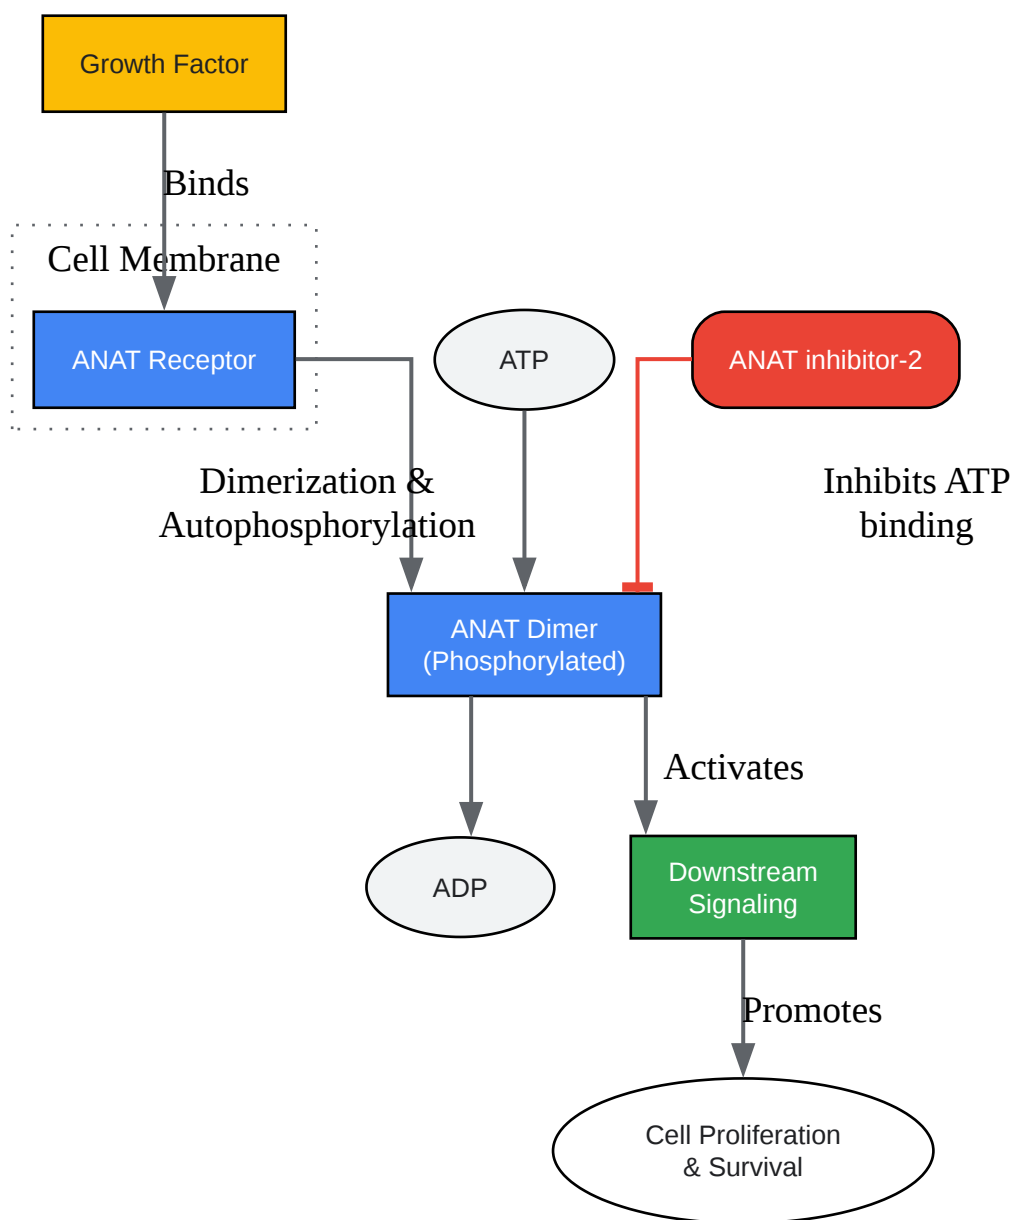 Growth Factor
Binds
Cell Membrane
ANAT Receptor
ATP
ANAT inhibitor-2
Dimerization &
Autophosphorylation
Inhibits ATP
binding
ANAT Dimer
(Phosphorylated)
Activates
ADP
Downstream
Signaling
Promotes
Cell Proliferation
& Survival